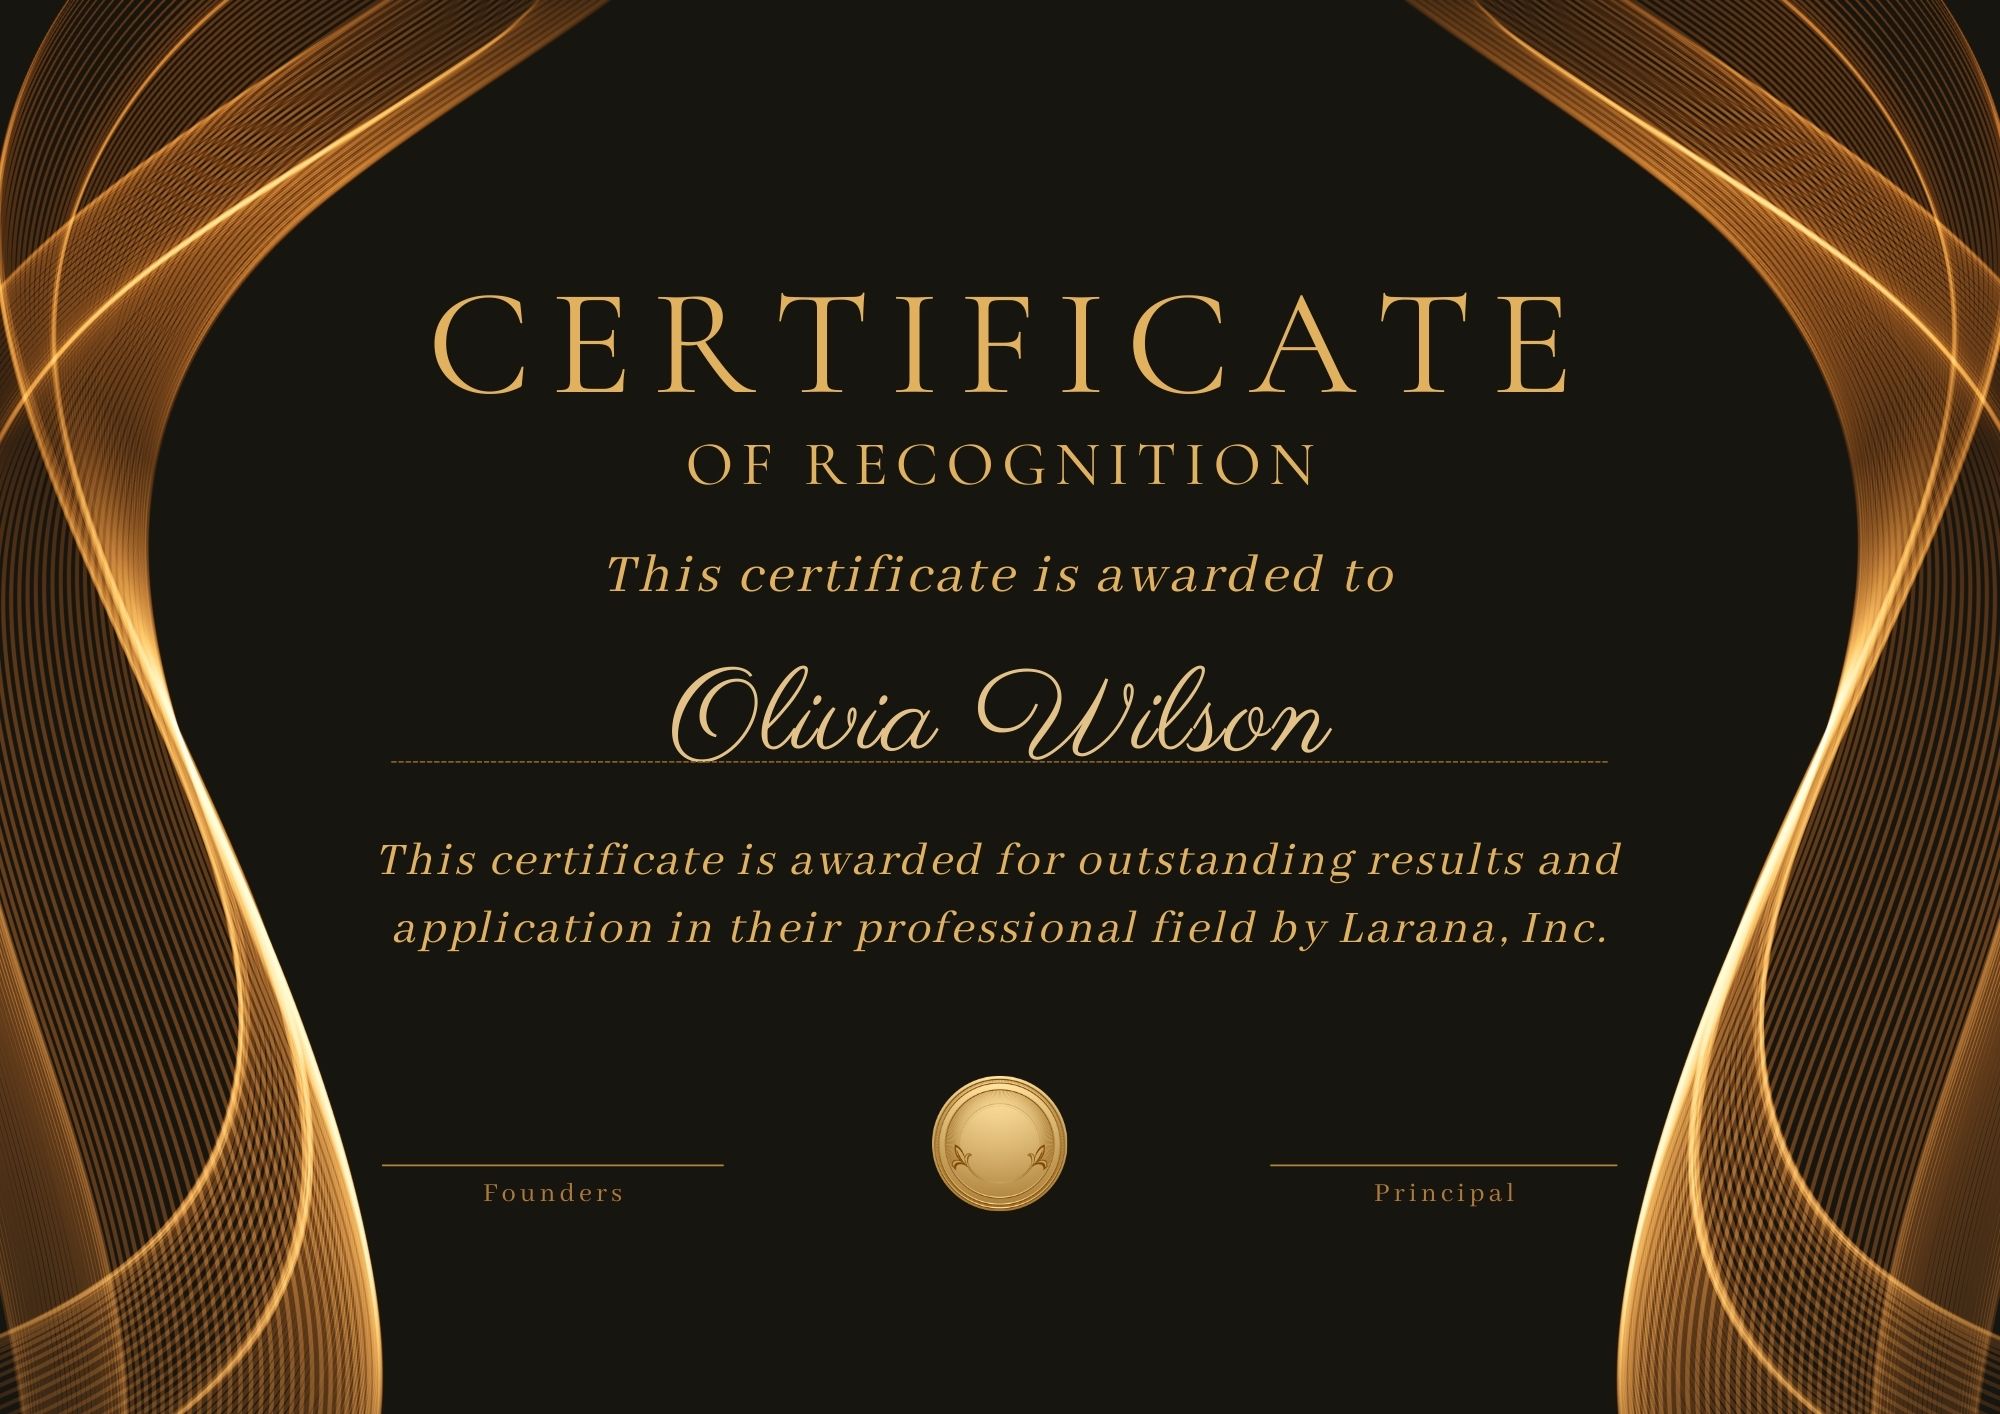 CERTIFICATE
OF RECOGNITION
This certificate is awarded to
Olivia Wilson
This certificate is awarded for outstanding results and
application in their professional field by Larana, Inc.
Founders
Principal